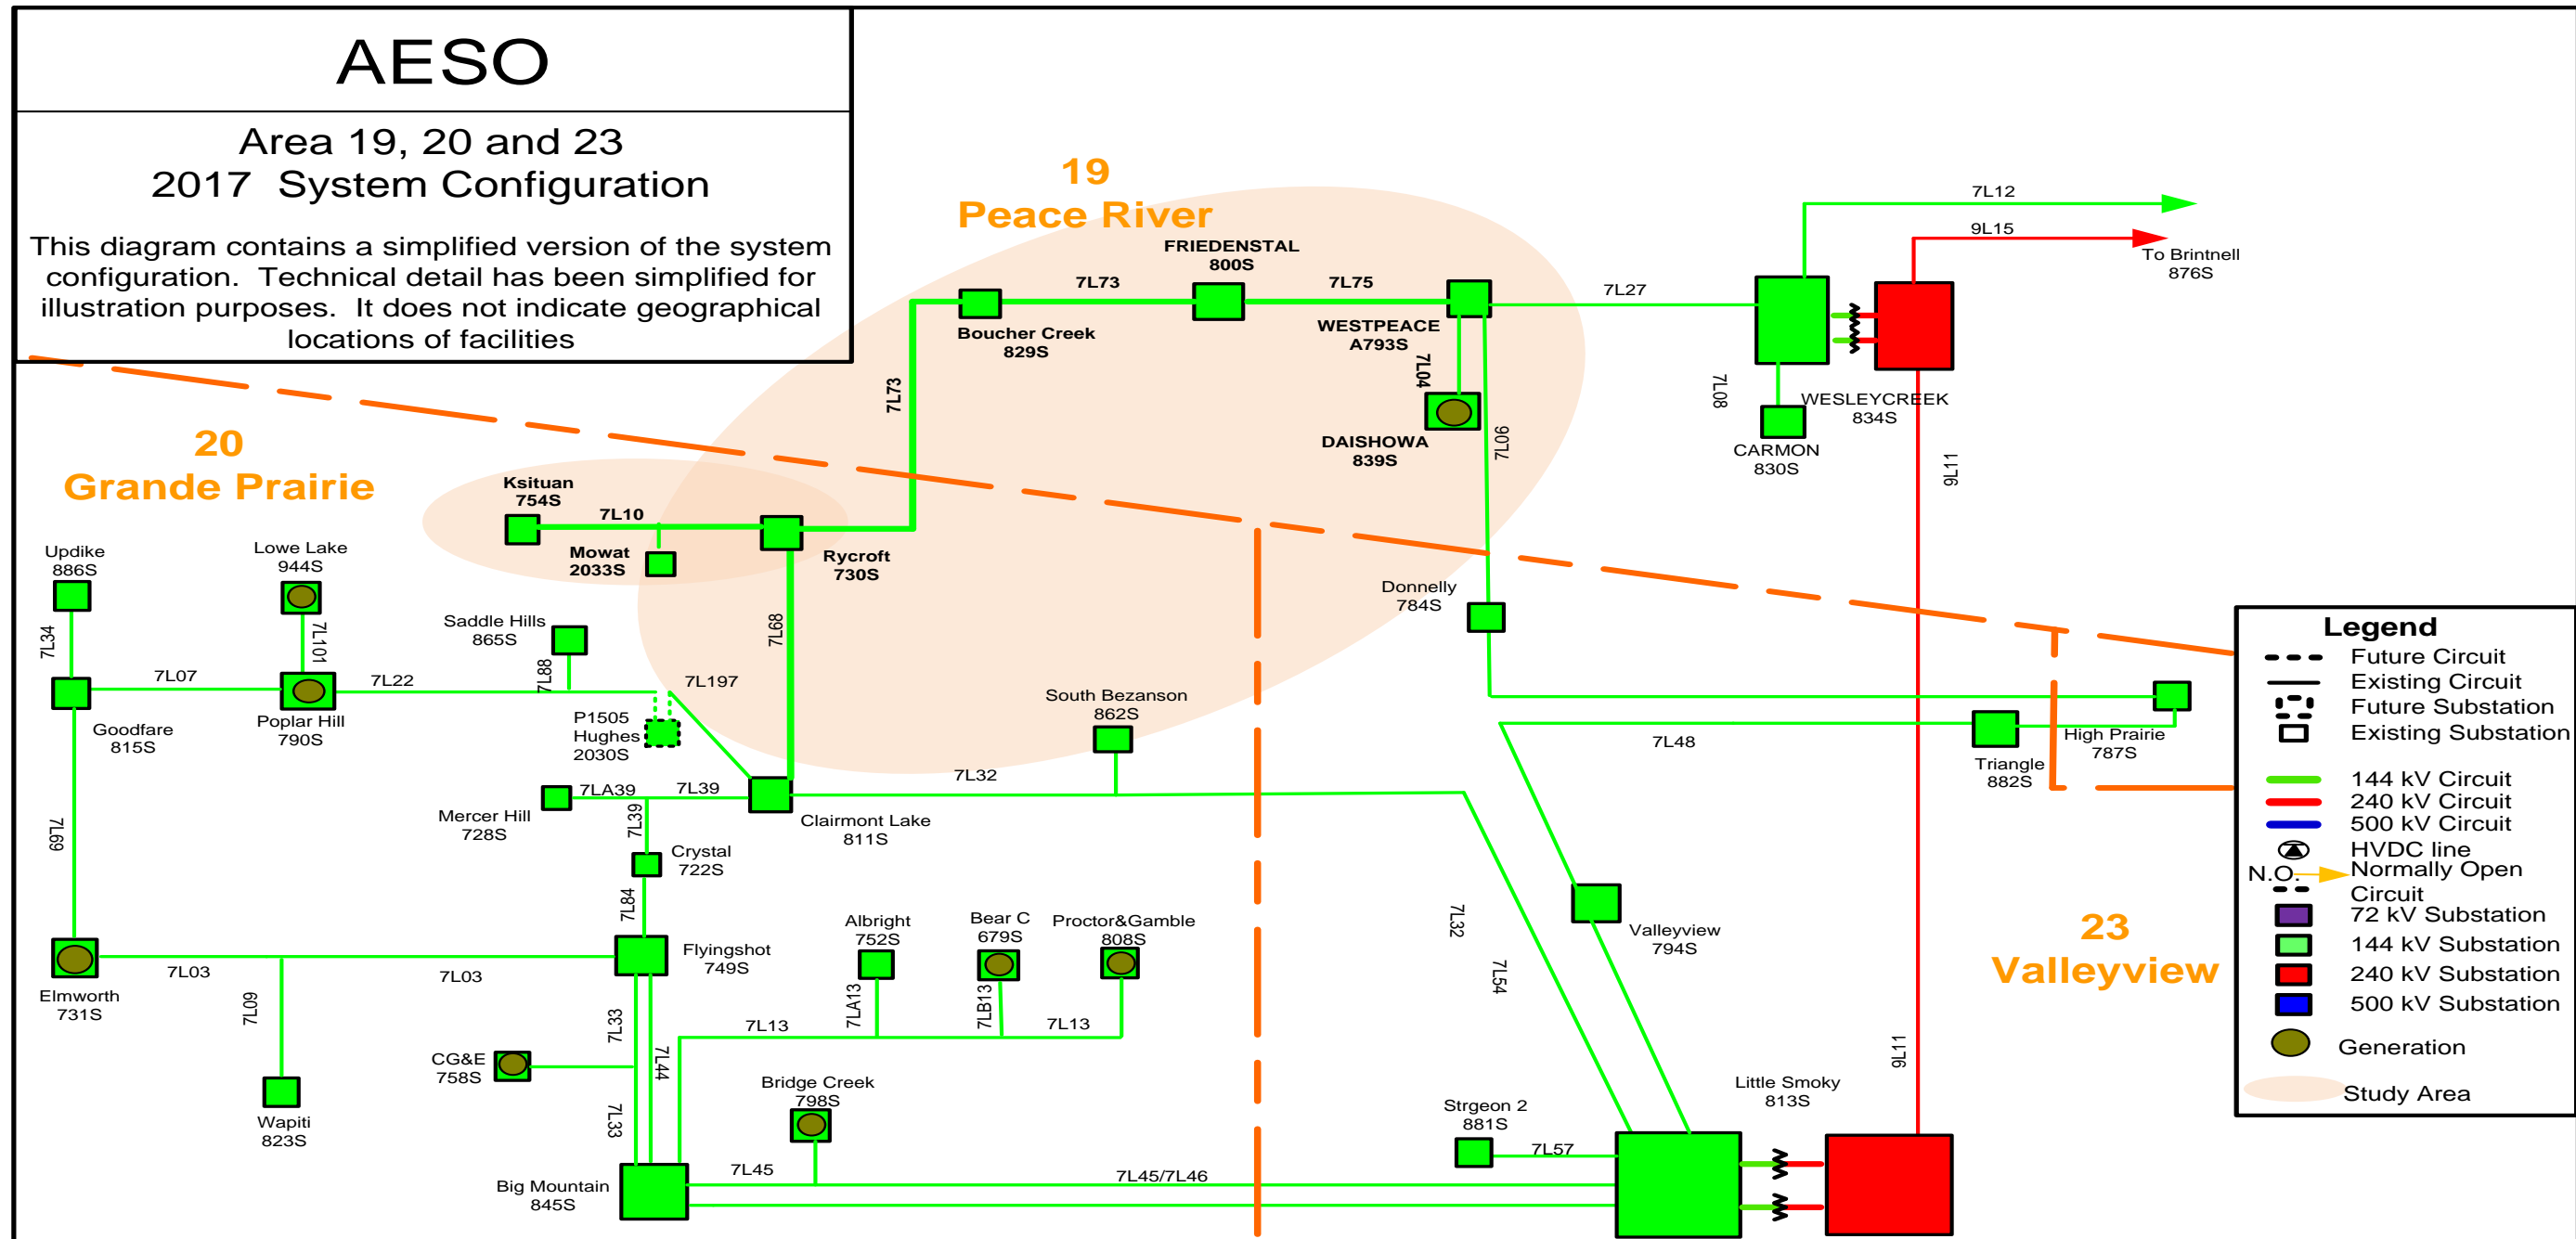 AESO
Area 19, 20 and 23
2017 System Configuration
This diagram contains a simplified version of the system
configuration. Technical detail has been simplified for
illustration purposes. It does not indicate geographical
locations of facilities
19
Peace River
7L12
9L15
To Brintnell
876S
FRIEDENSTAL
800S
7L73
7L75
7L27
Boucher Creek
829S
WESTPEACE
A793S
7L73
7L04
7L08
WESLEYCREEK
834S
DAISHOWA
839S
7L06
CARMON
830S
9L11
20
Grande Prairie
Ksituan
754S
7L10
Mowat
2033S
Rycroft
730S
Updike
886S
Lowe Lake
944S
Donnelly
784S
7L34
7L101
Saddle Hills
865S
7L68
7L07
7L22
7L88
7L197
South Bezanson
862S
Goodfare
815S
Poplar Hill
790S
P1505
Hughes
2030S
7L48
High Prairie
787S
Triangle
882S
7L32
7LA39
7L39
Mercer Hill
728S
7L39
Clairmont Lake
811S
7L69
Crystal
722S
7L84
Albright
752S
Bear C
679S
Proctor&Gamble
808S
Valleyview
794S
7L32
7L54
23
Valleyview
Flyingshot
749S
7L03
7L03
Elmworth
731S
7L09
7L33
7L44
7LA13
7LB13
7L13
7L13
CG&E
758S
Bridge Creek
798S
7L33
Wapiti
823S
Little Smoky
813S
9L11
Strgeon 2
881S
7L57
7L45
7L45/7L46
Big Mountain
845S
Legend
Future Circuit
Existing Circuit
Future Substation
Existing Substation
144 kV Circuit
240 kV Circuit
500 kV Circuit
HVDC line
N.O. Normally Open
Circuit
72 kV Substation
144 kV Substation
240 kV Substation
500 kV Substation
Generation
Study Area